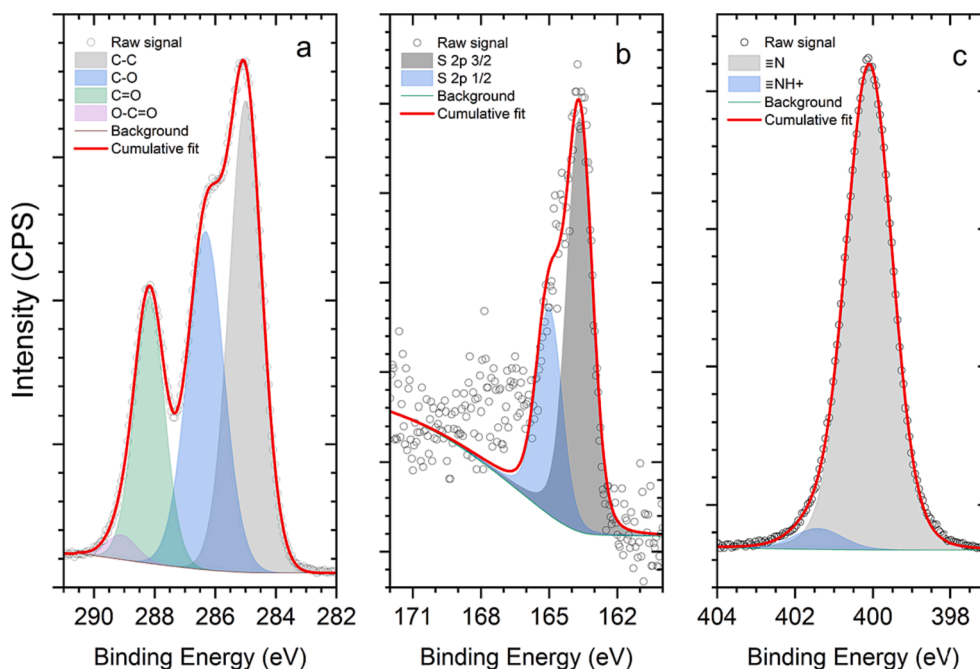 a
Raw signal
C-C
C-O
C=O
O-C=O
Background
Cumulative fit
b
Raw signal
S 2p 3/2
S 2p 1/2
Background
Cumulative fit
c
Raw signal
≡N
≡NH+
Background
Cumulative fit
Intensity (CPS)
290 288 286 284 282
171 168 165 162
404 402 400 398
Binding Energy (eV)
Binding Energy (eV)
Binding Energy (eV)